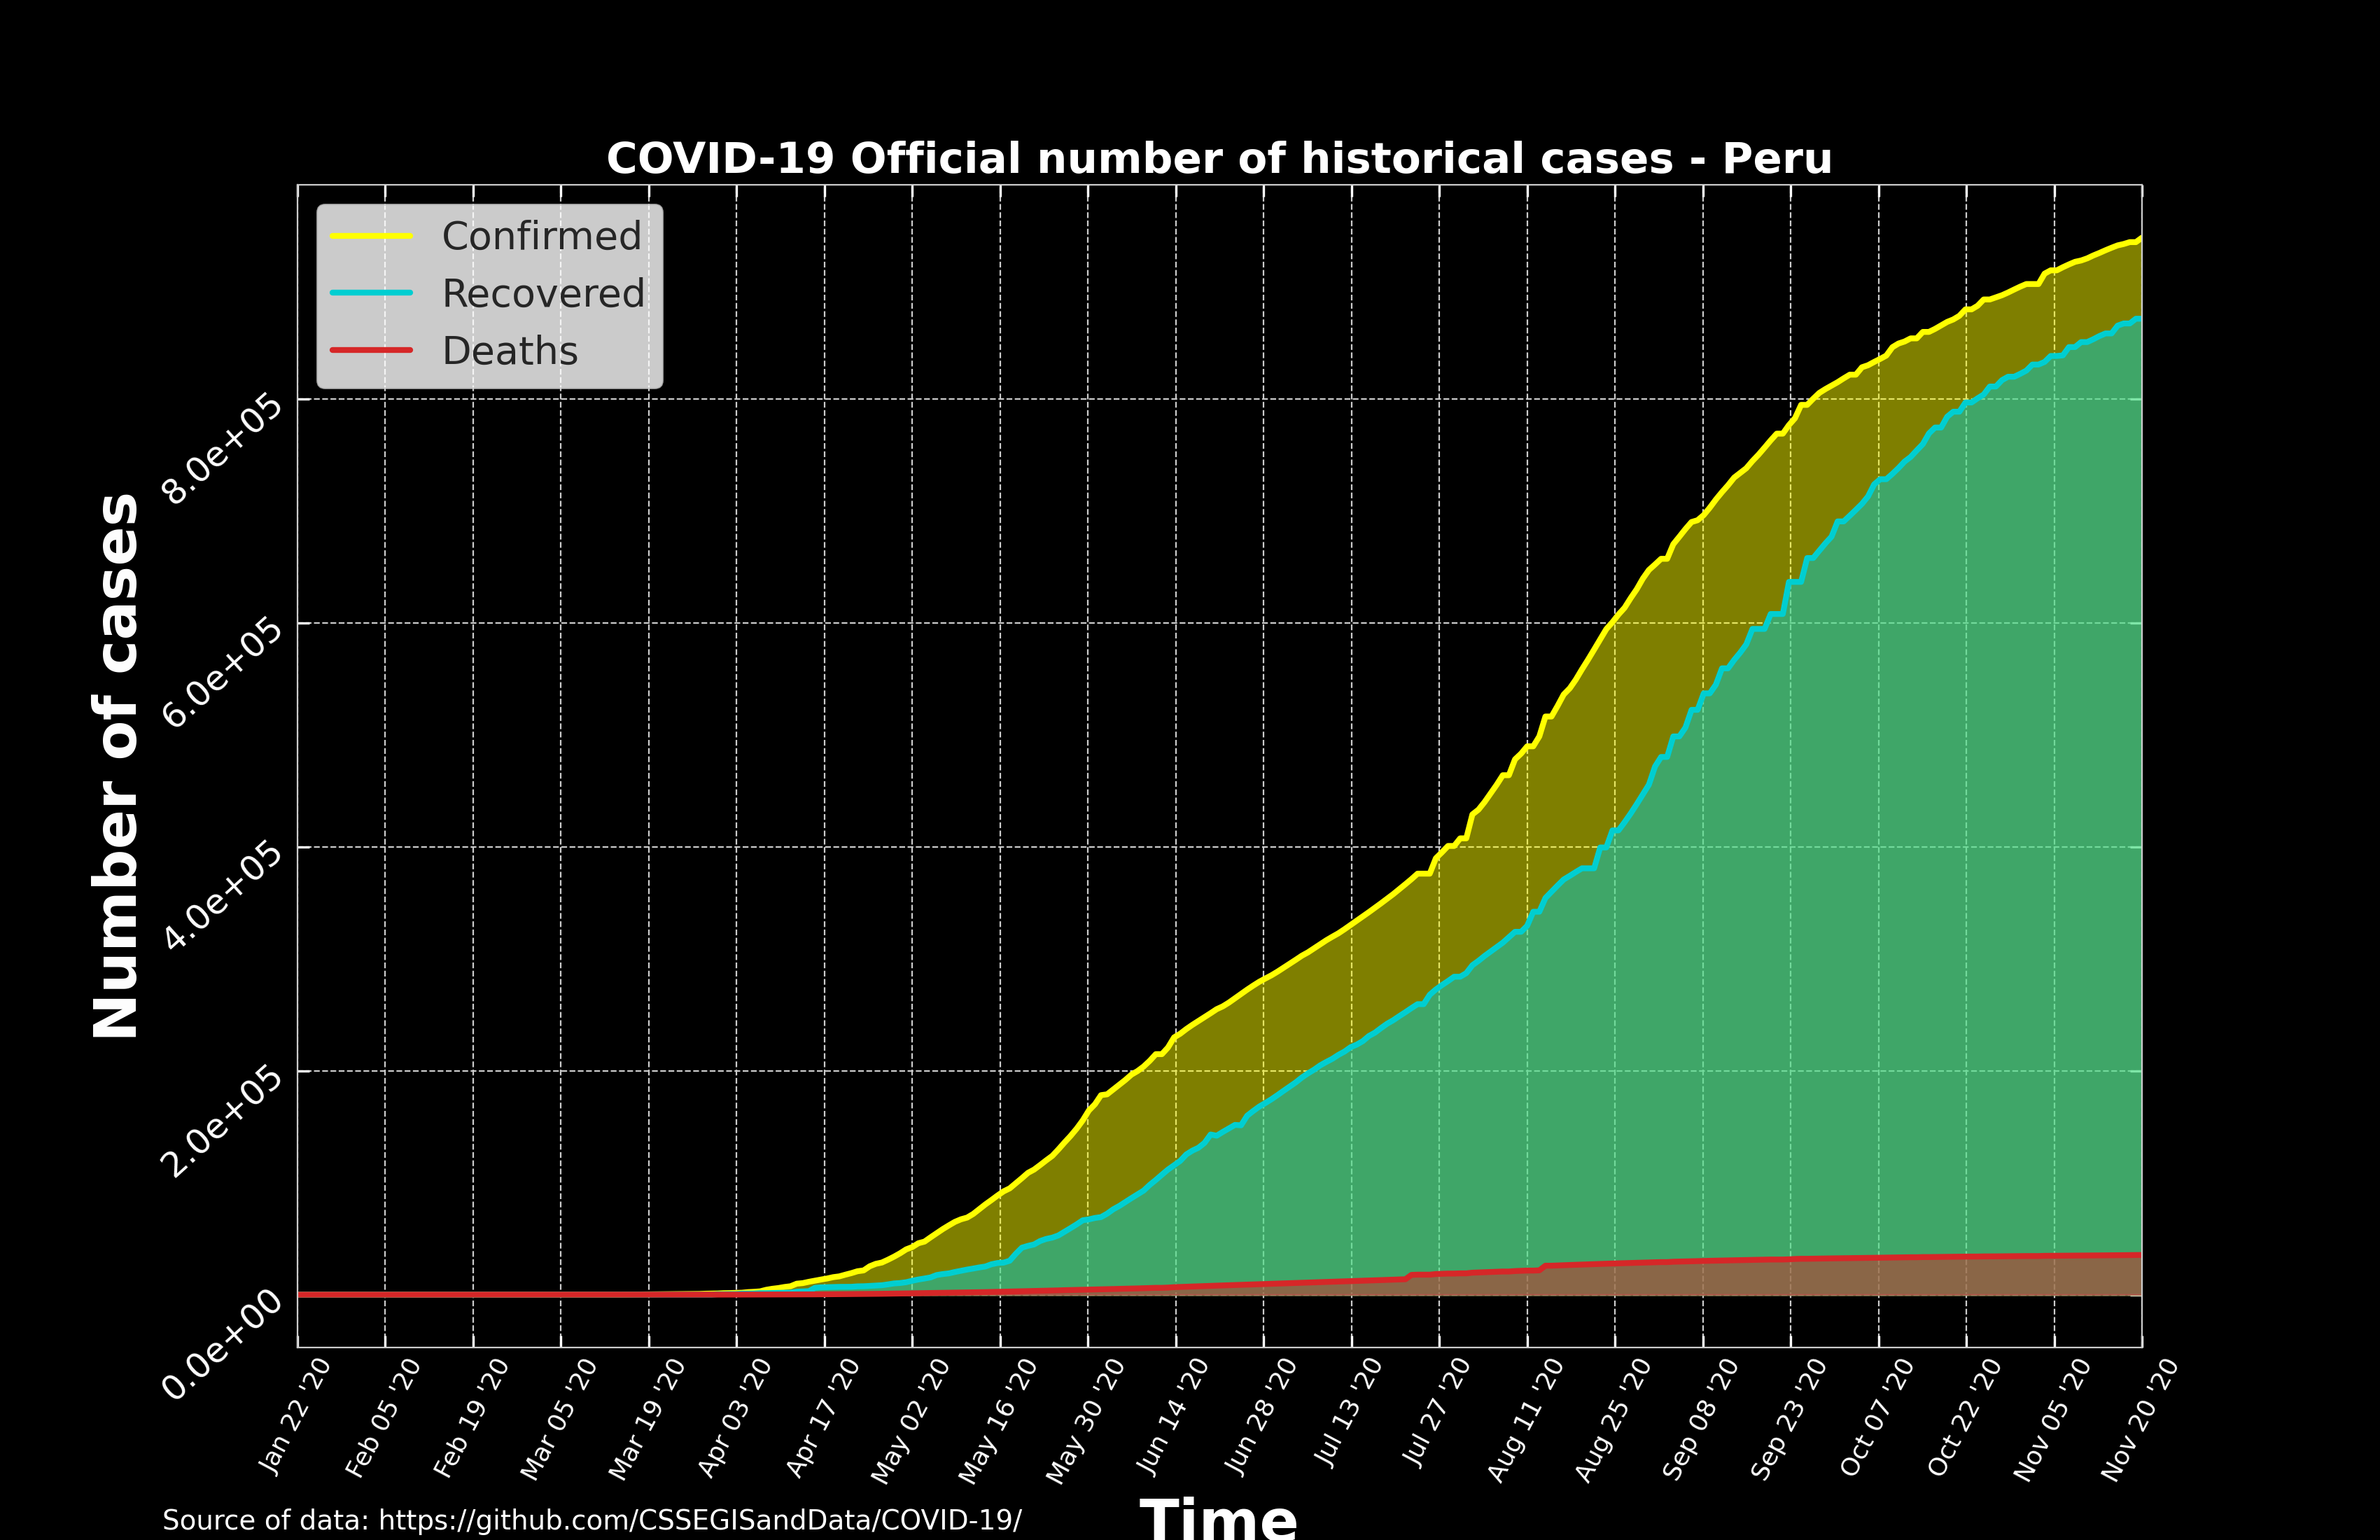 COVID-19 Official number of historical cases - Peru
Confirmed
Recovered
Deaths
Number of cases
8.0e+05
6.0e+05
4.0e+05
2.0e+05
0.0e+00
Jan 22 '20
Feb 05 '20
Feb 19 '20
Mar 05 '20
Mar 19 '20
Apr 03 '20
Apr 17 '20
May 02 '20
May 16 '20
May 30 '20
Jun 14 '20
Jun 28 '20
Jul 13 '20
Jul 27 '20
Aug 11 '20
Aug 25 '20
Sep 08 '20
Sep 23 '20
Oct 07 '20
Oct 22 '20
Nov 05 '20
Nov 20 '20
Time
Source of data: https://github.com/CSSEGISandData/COVID-19/